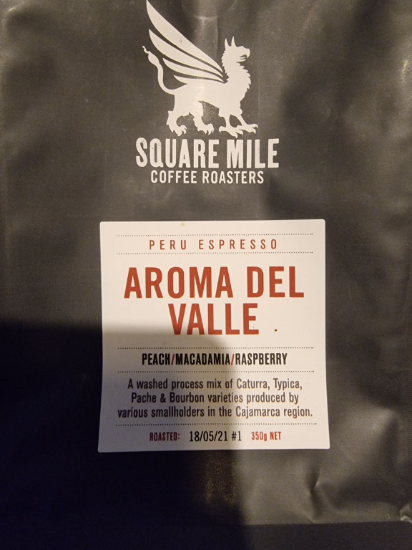 SQUARE MILE
COFFEE ROASTERS
PERU ESPRESSO
AROMA DEL
VALLE
PEACH/MACADAMIA/RASPBERRY
A washed process mix of Caturra, Typica,
Pache & Bourbon varieties produced by
various smallholders in the Cajamarca region.
ROASTED: 18/05/21 #1 350g NET